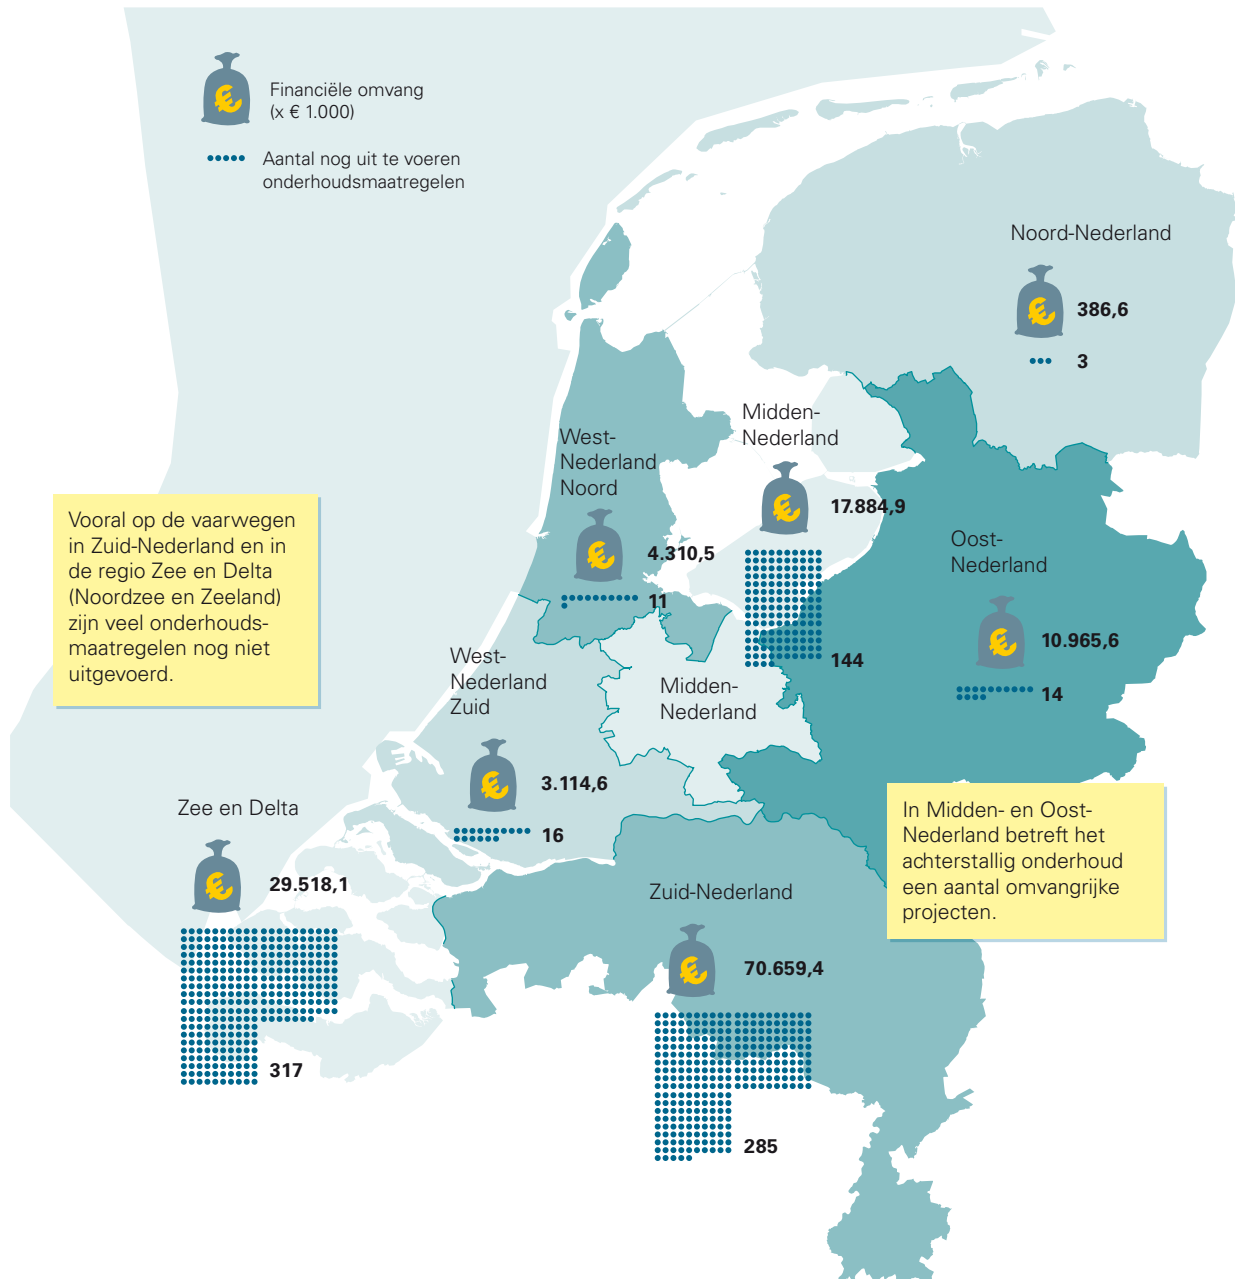 Financiële omvang
(x € 1.000)
Aantal nog uit te voeren
onderhoudsmaatregelen
Noord-Nederland
386,6
3
Midden-
Nederland
17.884,9
144
West-
Nederland
Noord
4.310,5
11
Vooral op de vaarwegen
in Zuid-Nederland en in
de regio Zee en Delta
(Noordzee en Zeeland)
zijn veel onderhouds-
maatregelen nog niet
uitgevoerd.
Oost-
Nederland
10.965,6
14
West-
Nederland
Zuid
3.114,6
16
Midden-
Nederland
Zee en Delta
29.518,1
317
In Midden- en Oost-
Nederland betreft het
achterstallig onderhoud
een aantal omvangrijke
projecten.
Zuid-Nederland
70.659,4
285